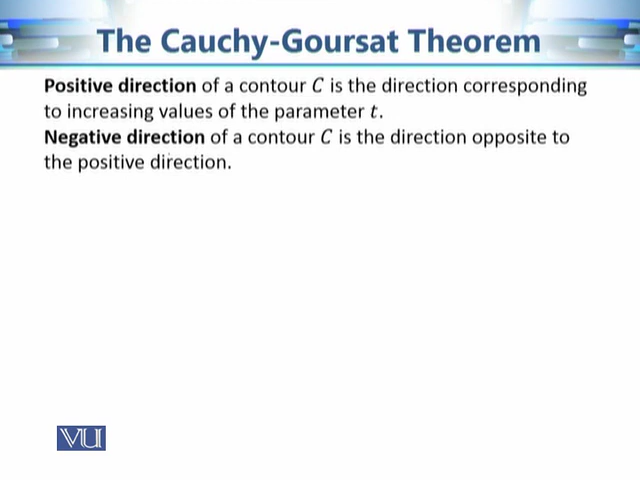 The Cauchy-Goursat Theorem
Positive direction of a contour C is the direction corresponding
to increasing values of the parameter t.
Negative direction of a contour C is the direction opposite to
the positive direction.
VU